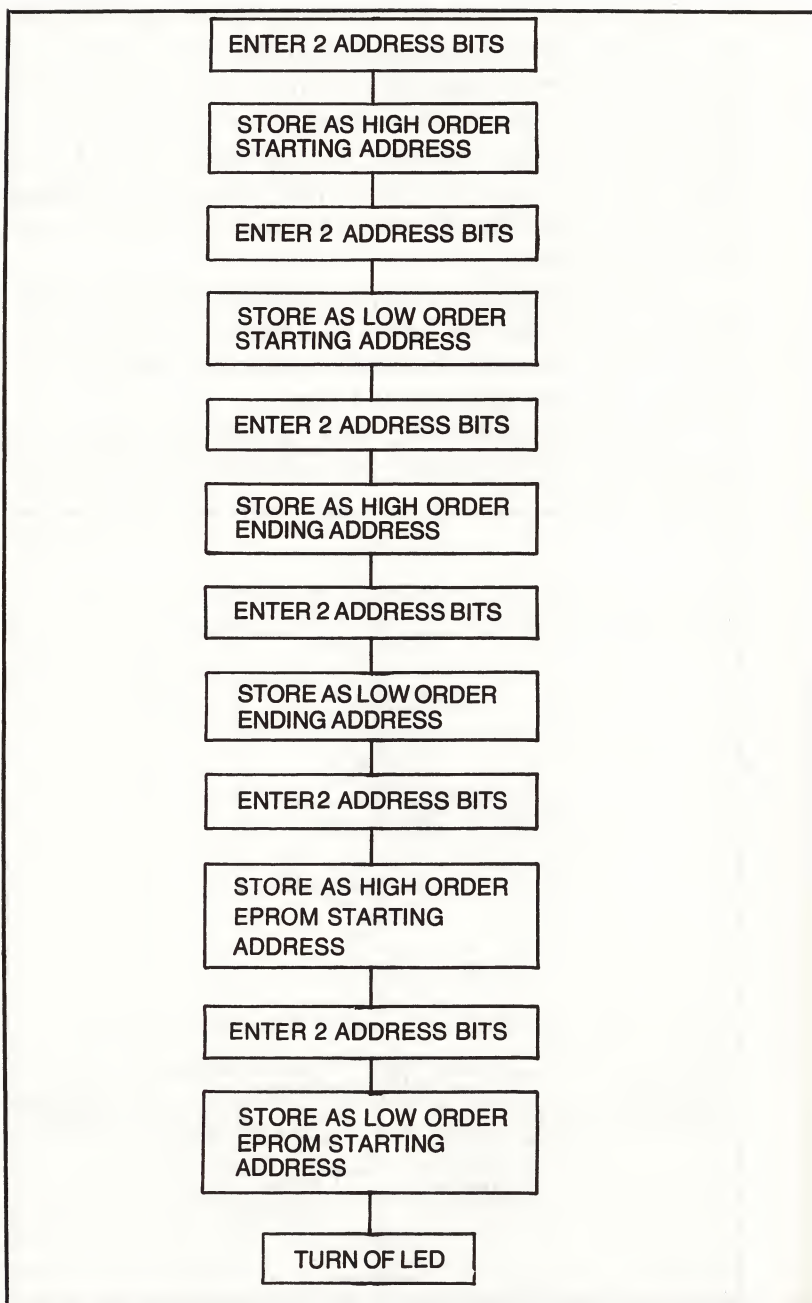 ENTER 2 ADDRESS BITS
STORE AS HIGH ORDER
STARTING ADDRESS
ENTER 2 ADDRESS BITS
STORE AS LOW ORDER
STARTING ADDRESS
ENTER 2 ADDRESS BITS
STORE AS HIGH ORDER
ENDING ADDRESS
ENTER 2 ADDRESS BITS
STORE AS LOW ORDER
ENDING ADDRESS
ENTER 2 ADDRESS BITS
STORE AS HIGH ORDER
EPROM STARTING
ADDRESS
ENTER 2 ADDRESS BITS
STORE AS LOW ORDER
EPROM STARTING
ADDRESS
TURN OF LED